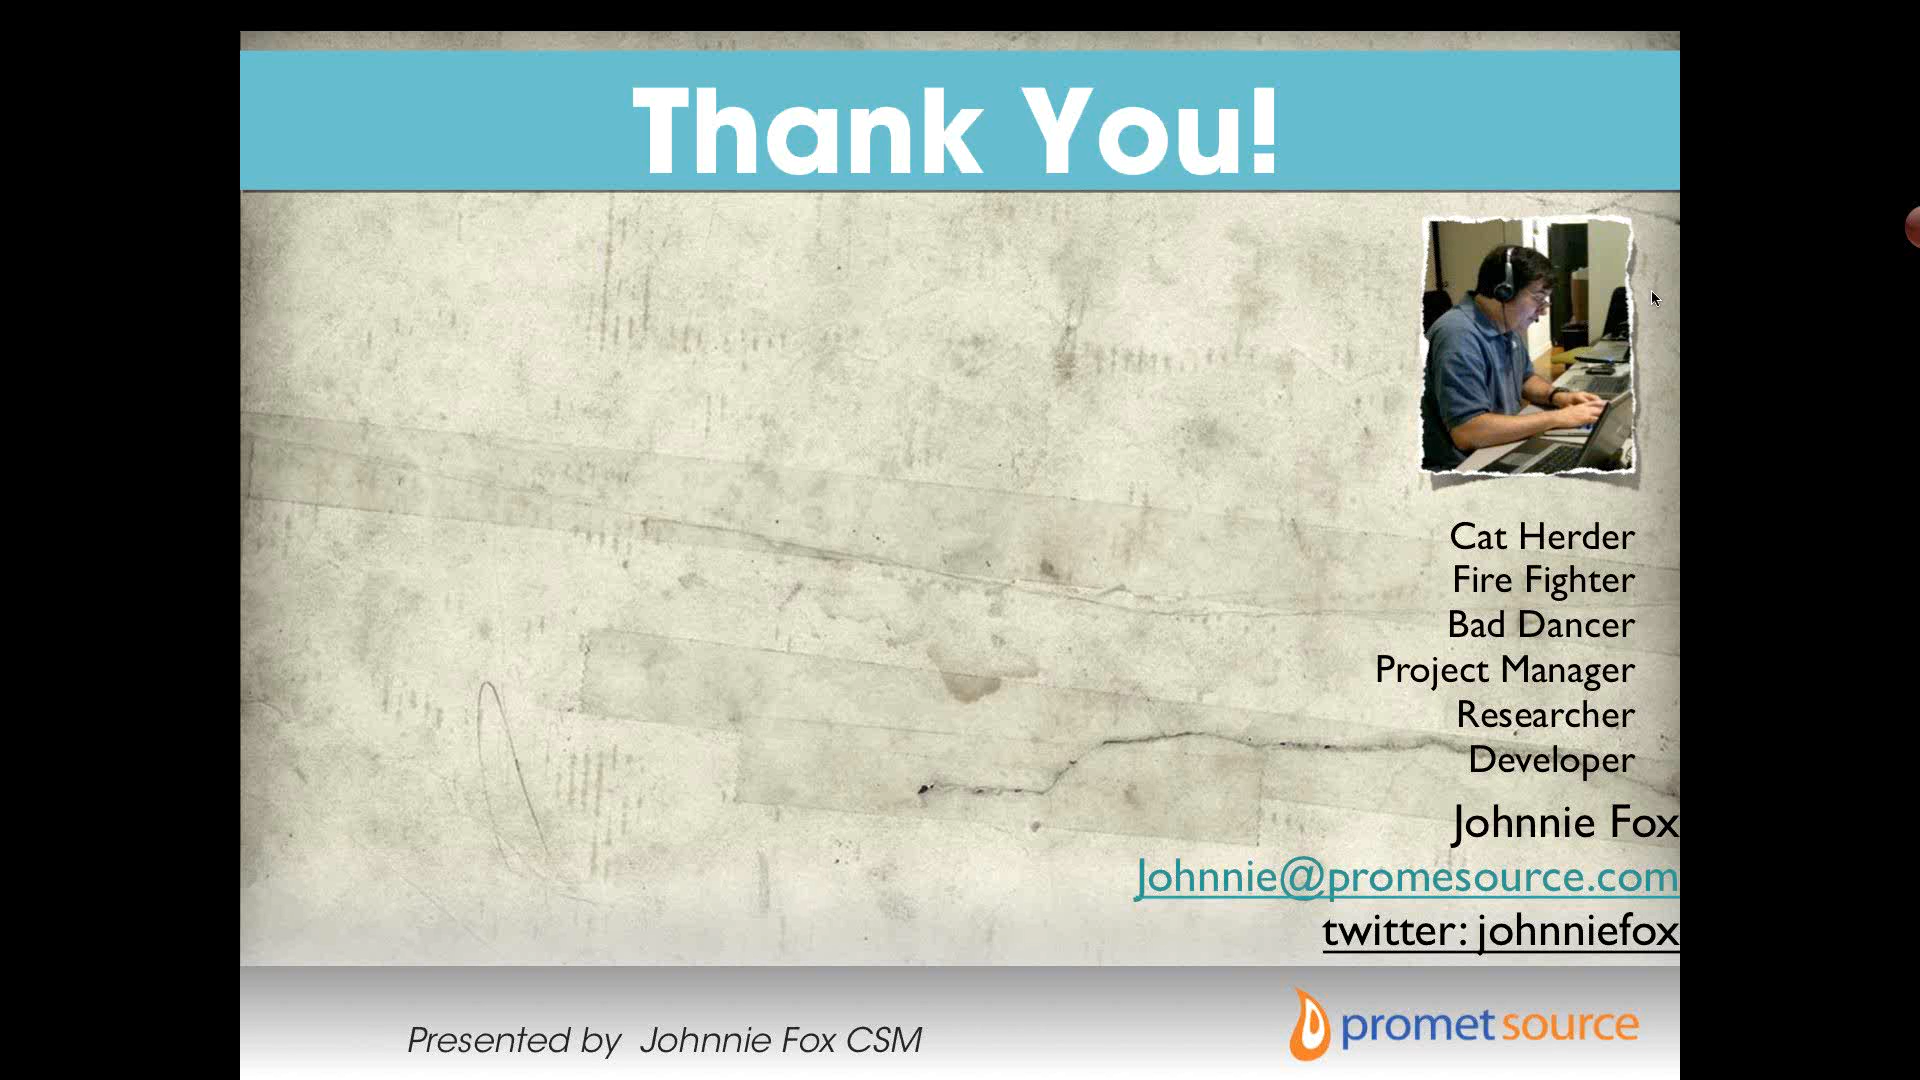 Thank You!
Cat Herder
Fire Fighter
Bad Dancer
Project Manager
Researcher
Developer
Johnnie Fox
Johnnie@promesource.com
twitter: johnniefox
Presented by Johnnie Fox CSM
promet source